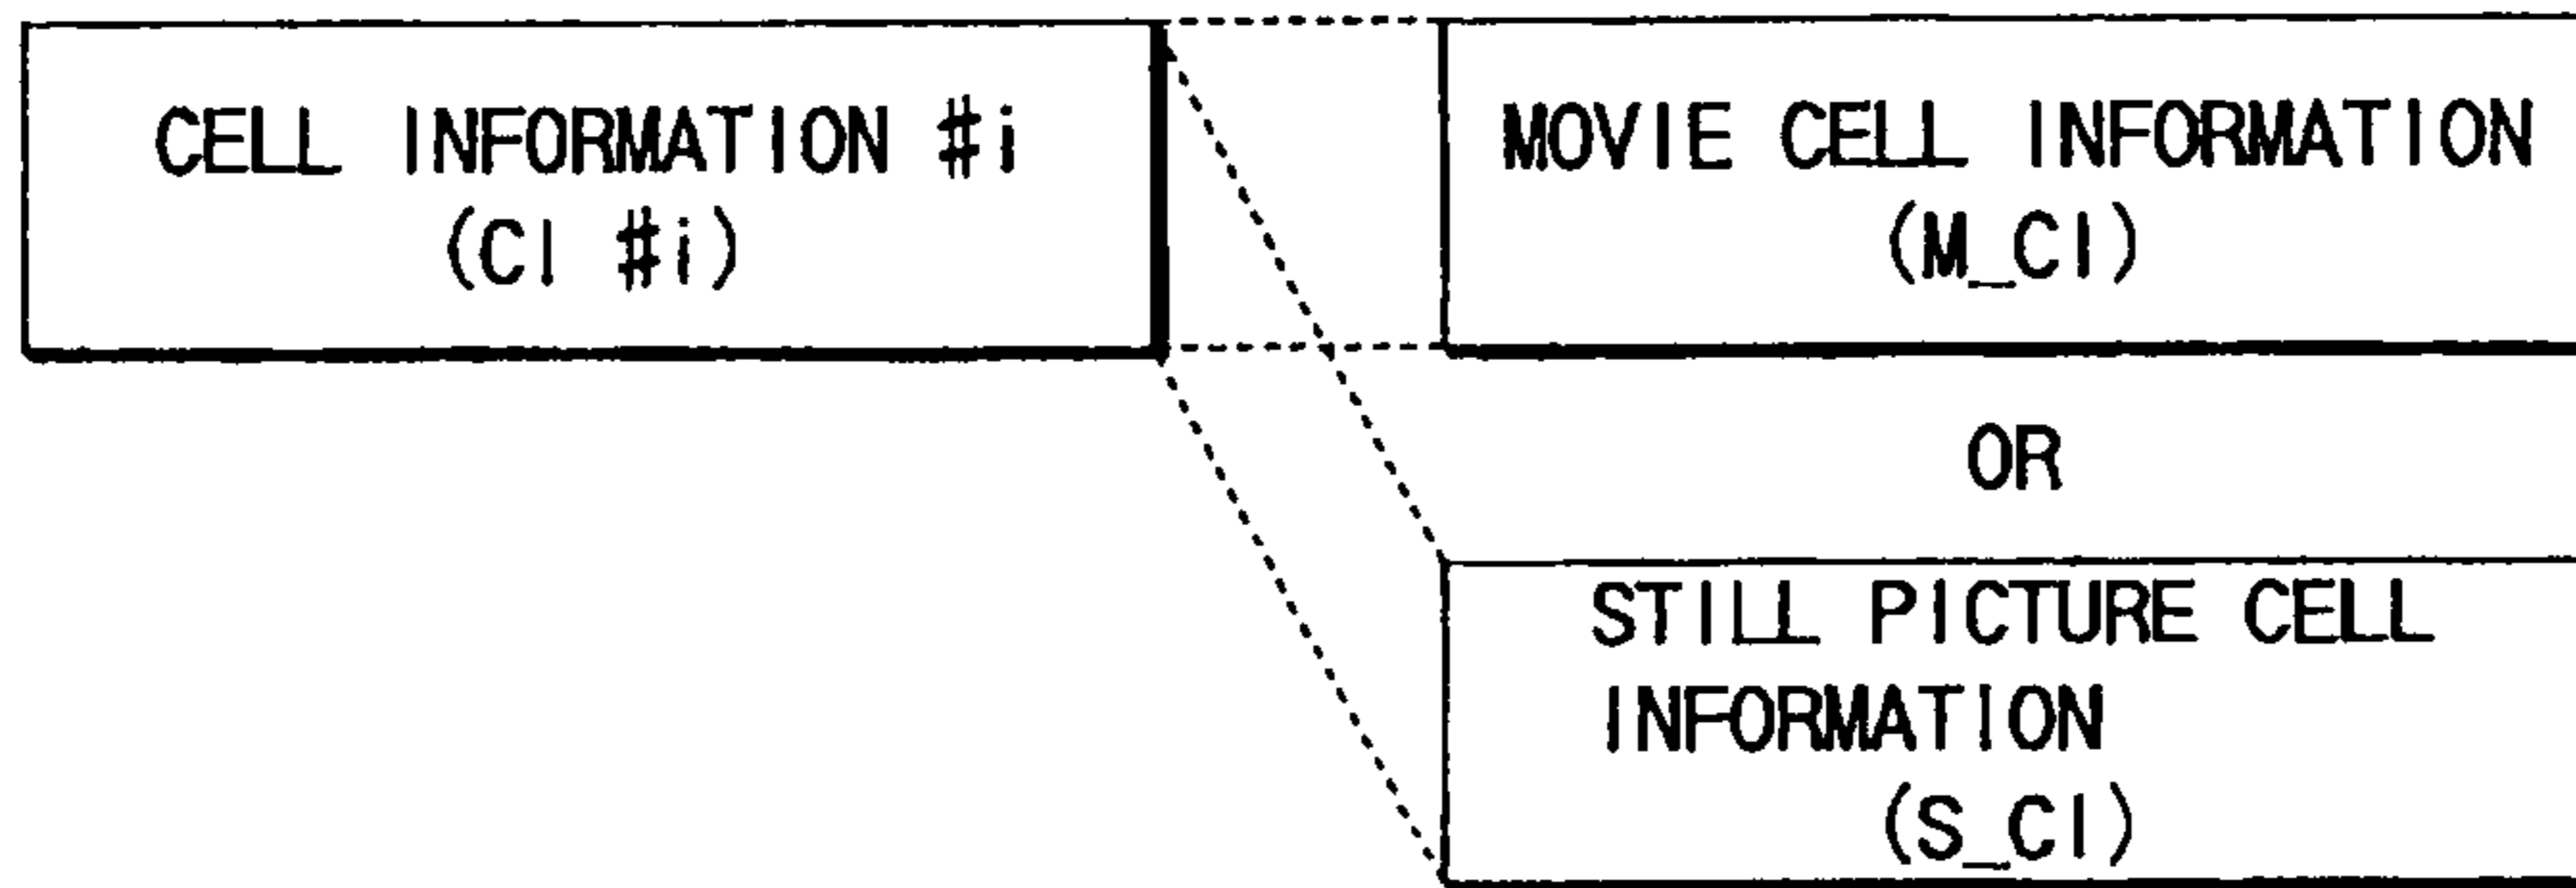 CELL INFORMATION #i
(CI #i)
MOVIE CELL INFORMATION
(M_CI)
OR
STILL PICTURE CELL
INFORMATION
(S_CI)